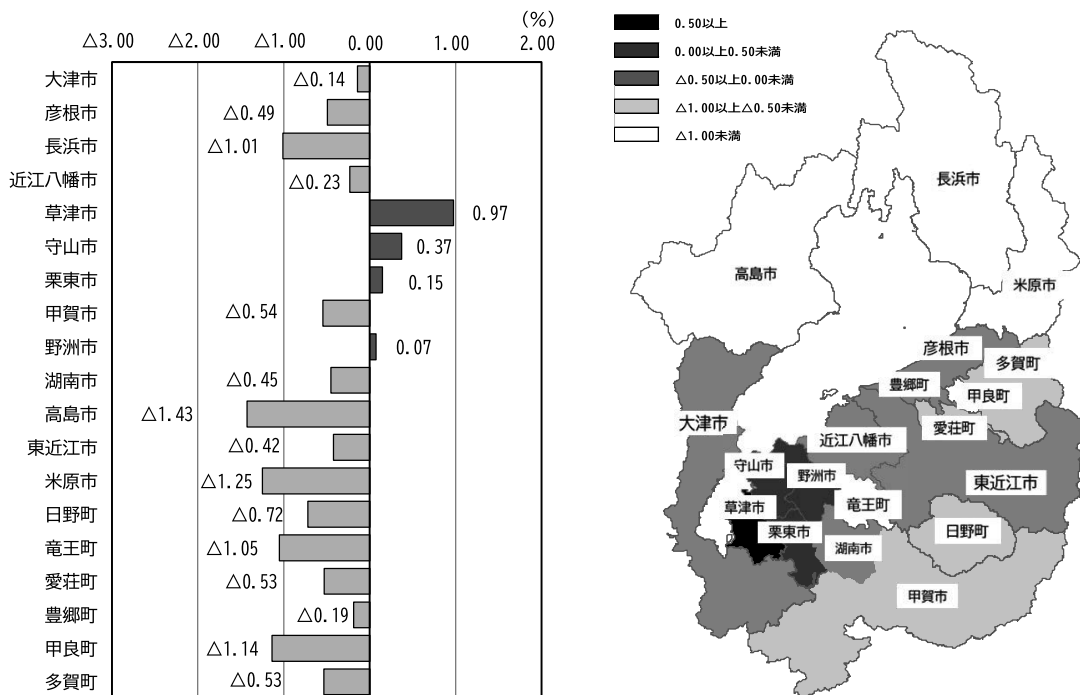 (%)
△3.00 △2.00 △1.00 0.00 1.00 2.00
大津市 △0.14
彦根市 △0.49
長浜市 △1.01
近江八幡市 △0.23
草津市 0.97
守山市 0.37
栗東市 0.15
甲賀市 △0.54
野洲市 0.07
湖南市 △0.45
高島市 △1.43
東近江市 △0.42
米原市 △1.25
日野町 △0.72
竜王町 △1.05
愛荘町 △0.53
豊郷町 △0.19
甲良町 △1.14
多賀町 △0.53
0.50以上
0.00以上0.50未満
△0.50以上0.00未満
△1.00以上△0.50未満
△1.00未満
長浜市
高島市
米原市
彦根市
多賀町
豊郷町
甲良町
大津市
愛荘町
近江八幡市
守山市
野洲市
東近江市
草津市
竜王町
栗東市
日野町
湖南市
甲賀市